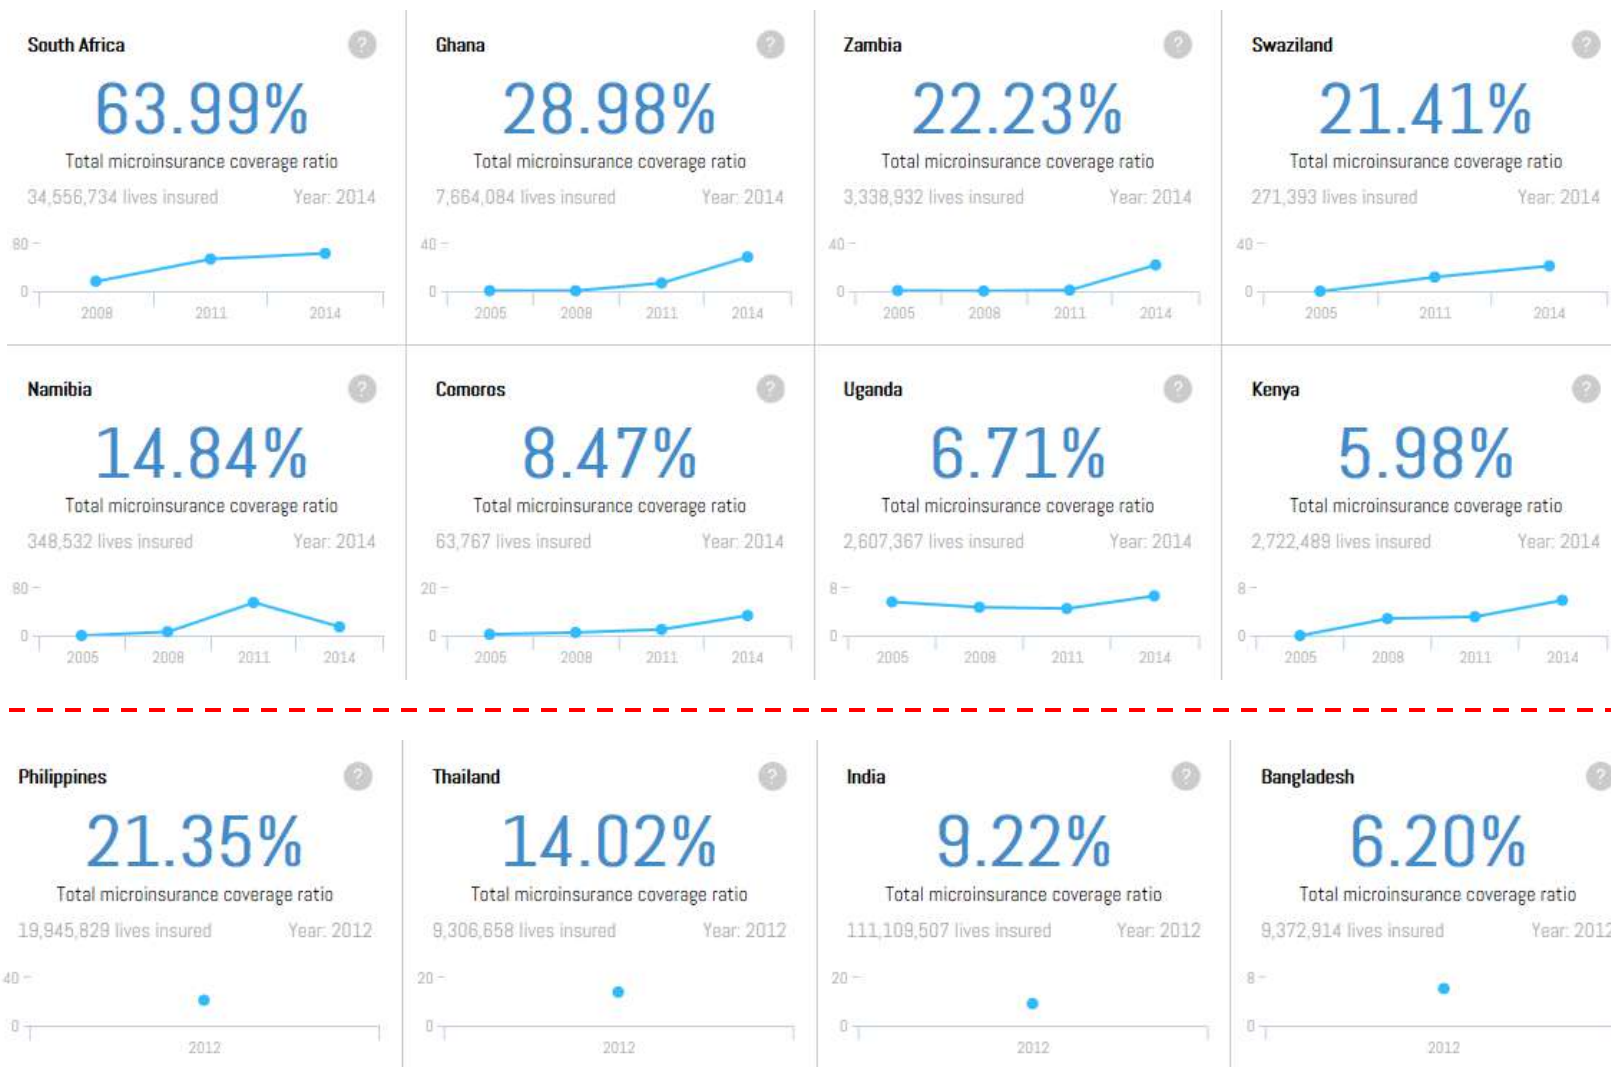 South Africa ?
63.99%
Total microinsurance coverage ratio
34,556,734 lives insured Year: 2014
80
0
2008 2011 2014
Ghana ?
28.98%
Total microinsurance coverage ratio
7,664,084 lives insured Year: 2014
40
0
2005 2008 2011 2014
Zambia ?
22.23%
Total microinsurance coverage ratio
3,338,932 lives insured Year: 2014
40
0
2005 2008 2011 2014
Swaziland ?
21.41%
Total microinsurance coverage ratio
271,393 lives insured Year: 2014
40
0
2005 2011 2014
Namibia ?
14.84%
Total microinsurance coverage ratio
348,532 lives insured Year: 2014
80
0
2005 2008 2011 2014
Comoros ?
8.47%
Total microinsurance coverage ratio
63,767 lives insured Year: 2014
20
0
2005 2008 2011 2014
Uganda ?
6.71%
Total microinsurance coverage ratio
2,607,367 lives insured Year: 2014
8
0
2005 2008 2011 2014
Kenya ?
5.98%
Total microinsurance coverage ratio
2,722,489 lives insured Year: 2014
8
0
2005 2008 2011 2014
Philippines ?
21.35%
Total microinsurance coverage ratio
19,945,829 lives insured Year: 2012
40
0
2012
Thailand ?
14.02%
Total microinsurance coverage ratio
9,306,658 lives insured Year: 2012
20
0
2012
India ?
9.22%
Total microinsurance coverage ratio
111,109,507 lives insured Year: 2012
20
0
2012
Bangladesh ?
6.20%
Total microinsurance coverage ratio
9,372,914 lives insured Year: 2012
8
0
2012